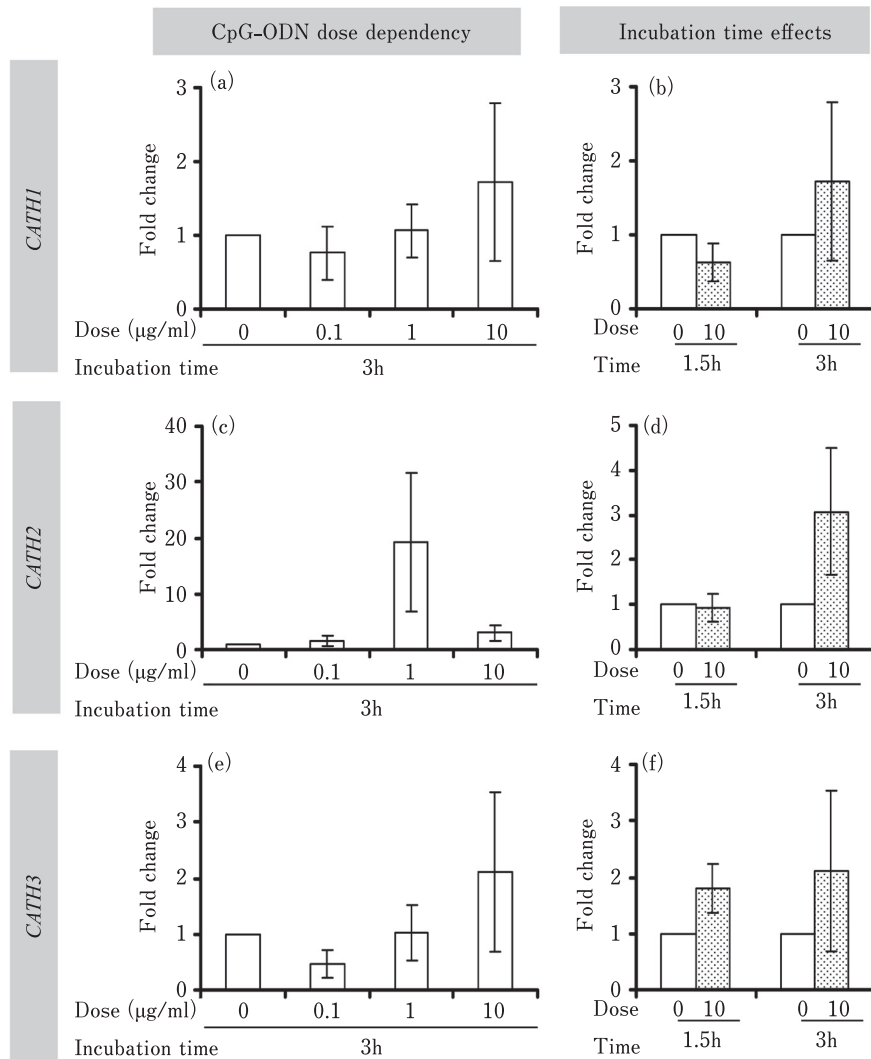 CpG-ODN dose dependency
Incubation time effects
CATH1
(a)
Fold change
3
2
1
0
Dose (μg/ml) 0 0.1 1 10
Incubation time 3h
(b)
Fold change
3
2
1
0
Dose 0 10 0 10
Time 1.5h 3h
CATH2
(c)
Fold change
40
30
20
10
0
Dose (μg/ml) 0 0.1 1 10
Incubation time 3h
(d)
Fold change
5
4
3
2
1
0
Dose 0 10 0 10
Time 1.5h 3h
CATH3
(e)
Fold change
4
3
2
1
0
Dose (μg/ml) 0 0.1 1 10
Incubation time 3h
(f)
Fold change
4
3
2
1
0
Dose 0 10 0 10
Time 1.5h 3h